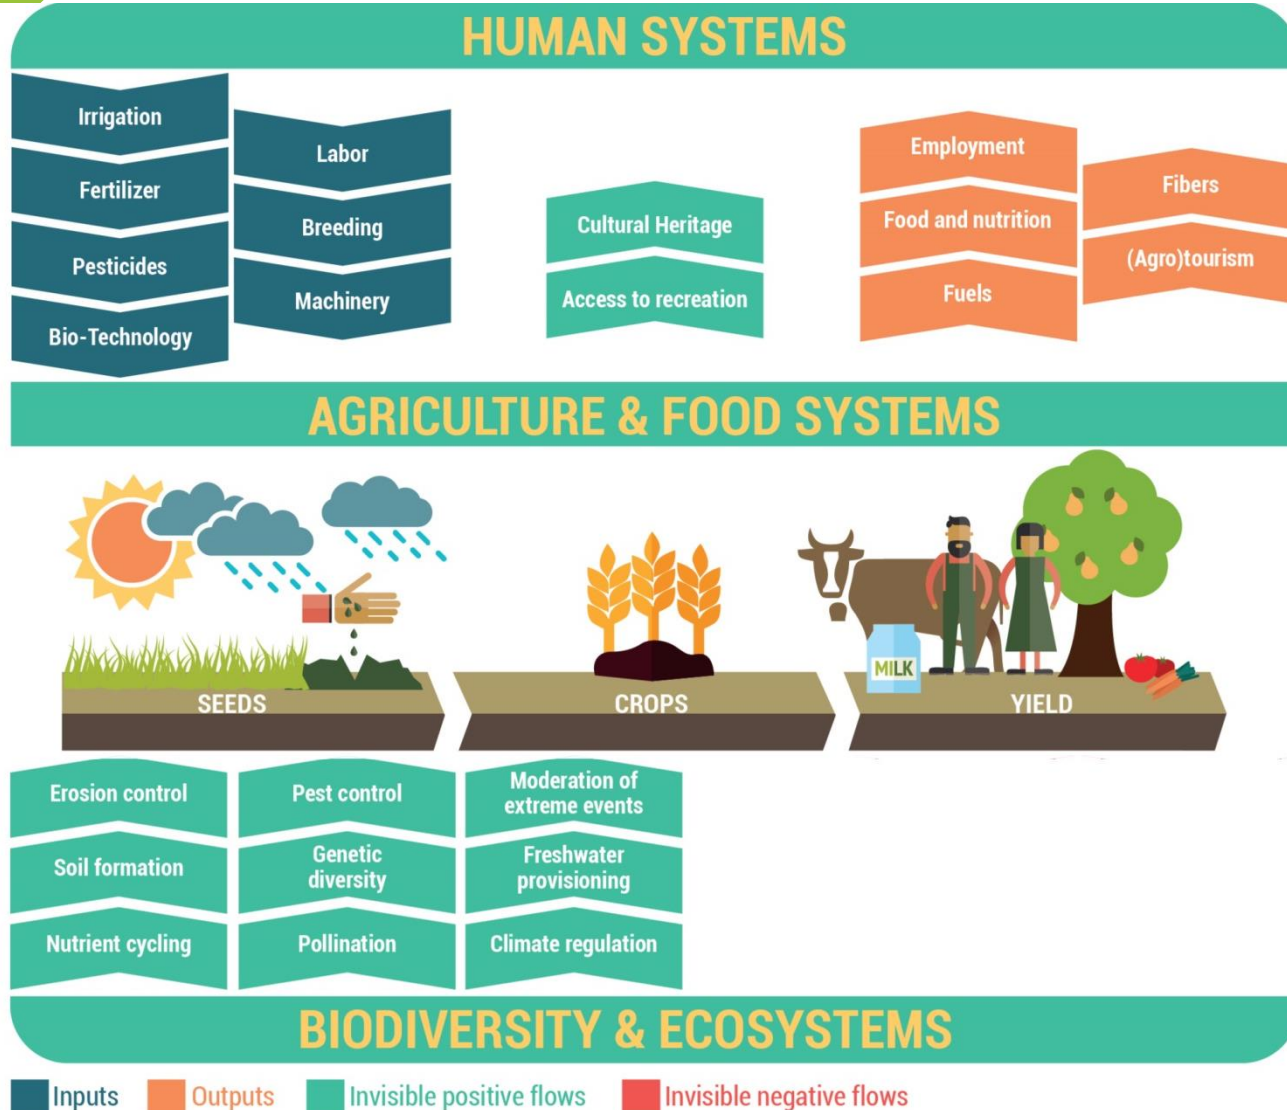 HUMAN SYSTEMS
Irrigation
Fertilizer
Pesticides
Bio-Technology
Labor
Breeding
Machinery
Cultural Heritage
Access to recreation
Employment
Food and nutrition
Fuels
Fibers
(Agro)tourism
AGRICULTURE & FOOD SYSTEMS
MILK
SEEDS
CROPS
YIELD
Erosion control
Soil formation
Nutrient cycling
Pest control
Genetic
diversity
Pollination
Moderation of
extreme events
Freshwater
provisioning
Climate regulation
BIODIVERSITY & ECOSYSTEMS
Inputs
Outputs
Invisible positive flows
Invisible negative flows